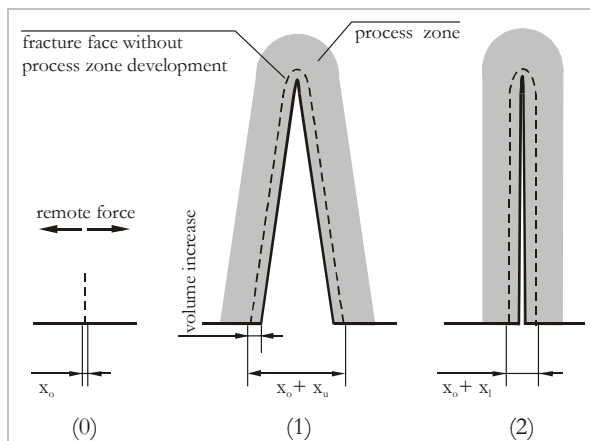 fracture face without
process zone development
process zone
remote force
volume increase
xₒ
xₒ+ xᵤ
xₒ+ xₗ
(0)
(1)
(2)